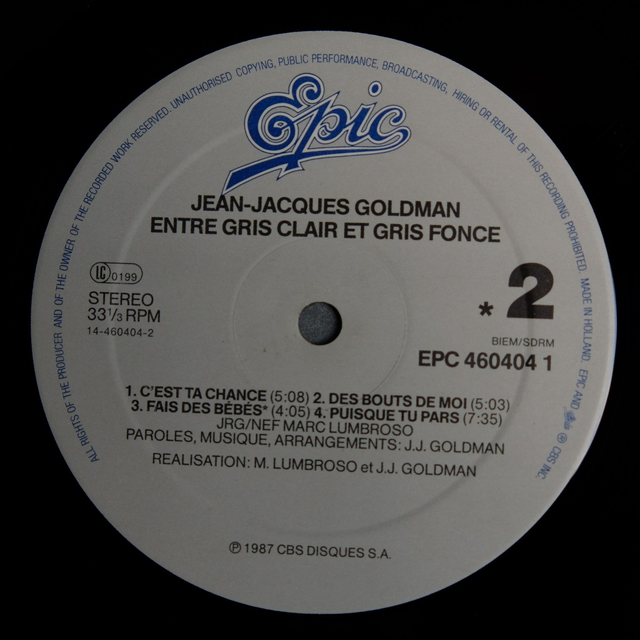 ALL RIGHTS OF THE PRODUCER AND OF THE OWNER OF THE RECORDED WORK RESERVED. UNAUTHORISED COPYING, PUBLIC PERFORMANCE, BROADCASTING, HIRING OR RENTAL OF THIS RECORDING PROHIBITED. MADE IN HOLLAND. EPIC AND ℗ CBS INC.
Epic
JEAN-JACQUES GOLDMAN
ENTRE GRIS CLAIR ET GRIS FONCE
LC 0199
STEREO
33 1/3 RPM
14-460404-2
* 2
BIEM/SDRM
EPC 460404 1
1. C'EST TA CHANCE (5:08) 2. DES BOUTS DE MOI (5:03)
3. FAIS DES BÉBÉS* (4:05) 4. PUISQUE TU PARS (7:35)
JRG/NEF MARC LUMBROSO
PAROLES, MUSIQUE, ARRANGEMENTS: J.J. GOLDMAN
REALISATION: M. LUMBROSO et J.J. GOLDMAN
℗ 1987 CBS DISQUES S.A.